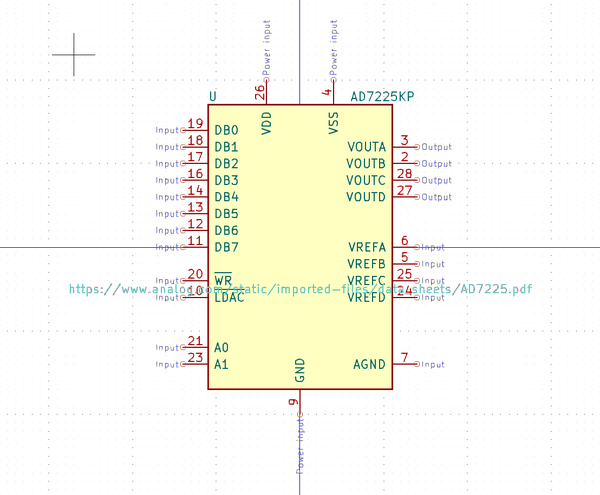 Power input
Power input
26
4
U
AD7225KP
VDD
VSS
Input 19 DB0
Input 18 DB1
VOUTA 3 Output
Input 17 DB2
VOUTB 2 Output
Input 16 DB3
VOUTC 28 Output
Input 14 DB4
VOUTD 27 Output
Input 13 DB5
Input 12 DB6
Input 11 DB7
VREFA 6 Input
VREFB 5 Input
Input 20 WR
VREFC 25 Input
https://www.analog.com/static/imported-files/data_sheets/AD7225.pdf
Input 10 LDAC
VREFD 24 Input
Input 21 A0
Input 23 A1
AGND 7 Input
GND
9
Power input